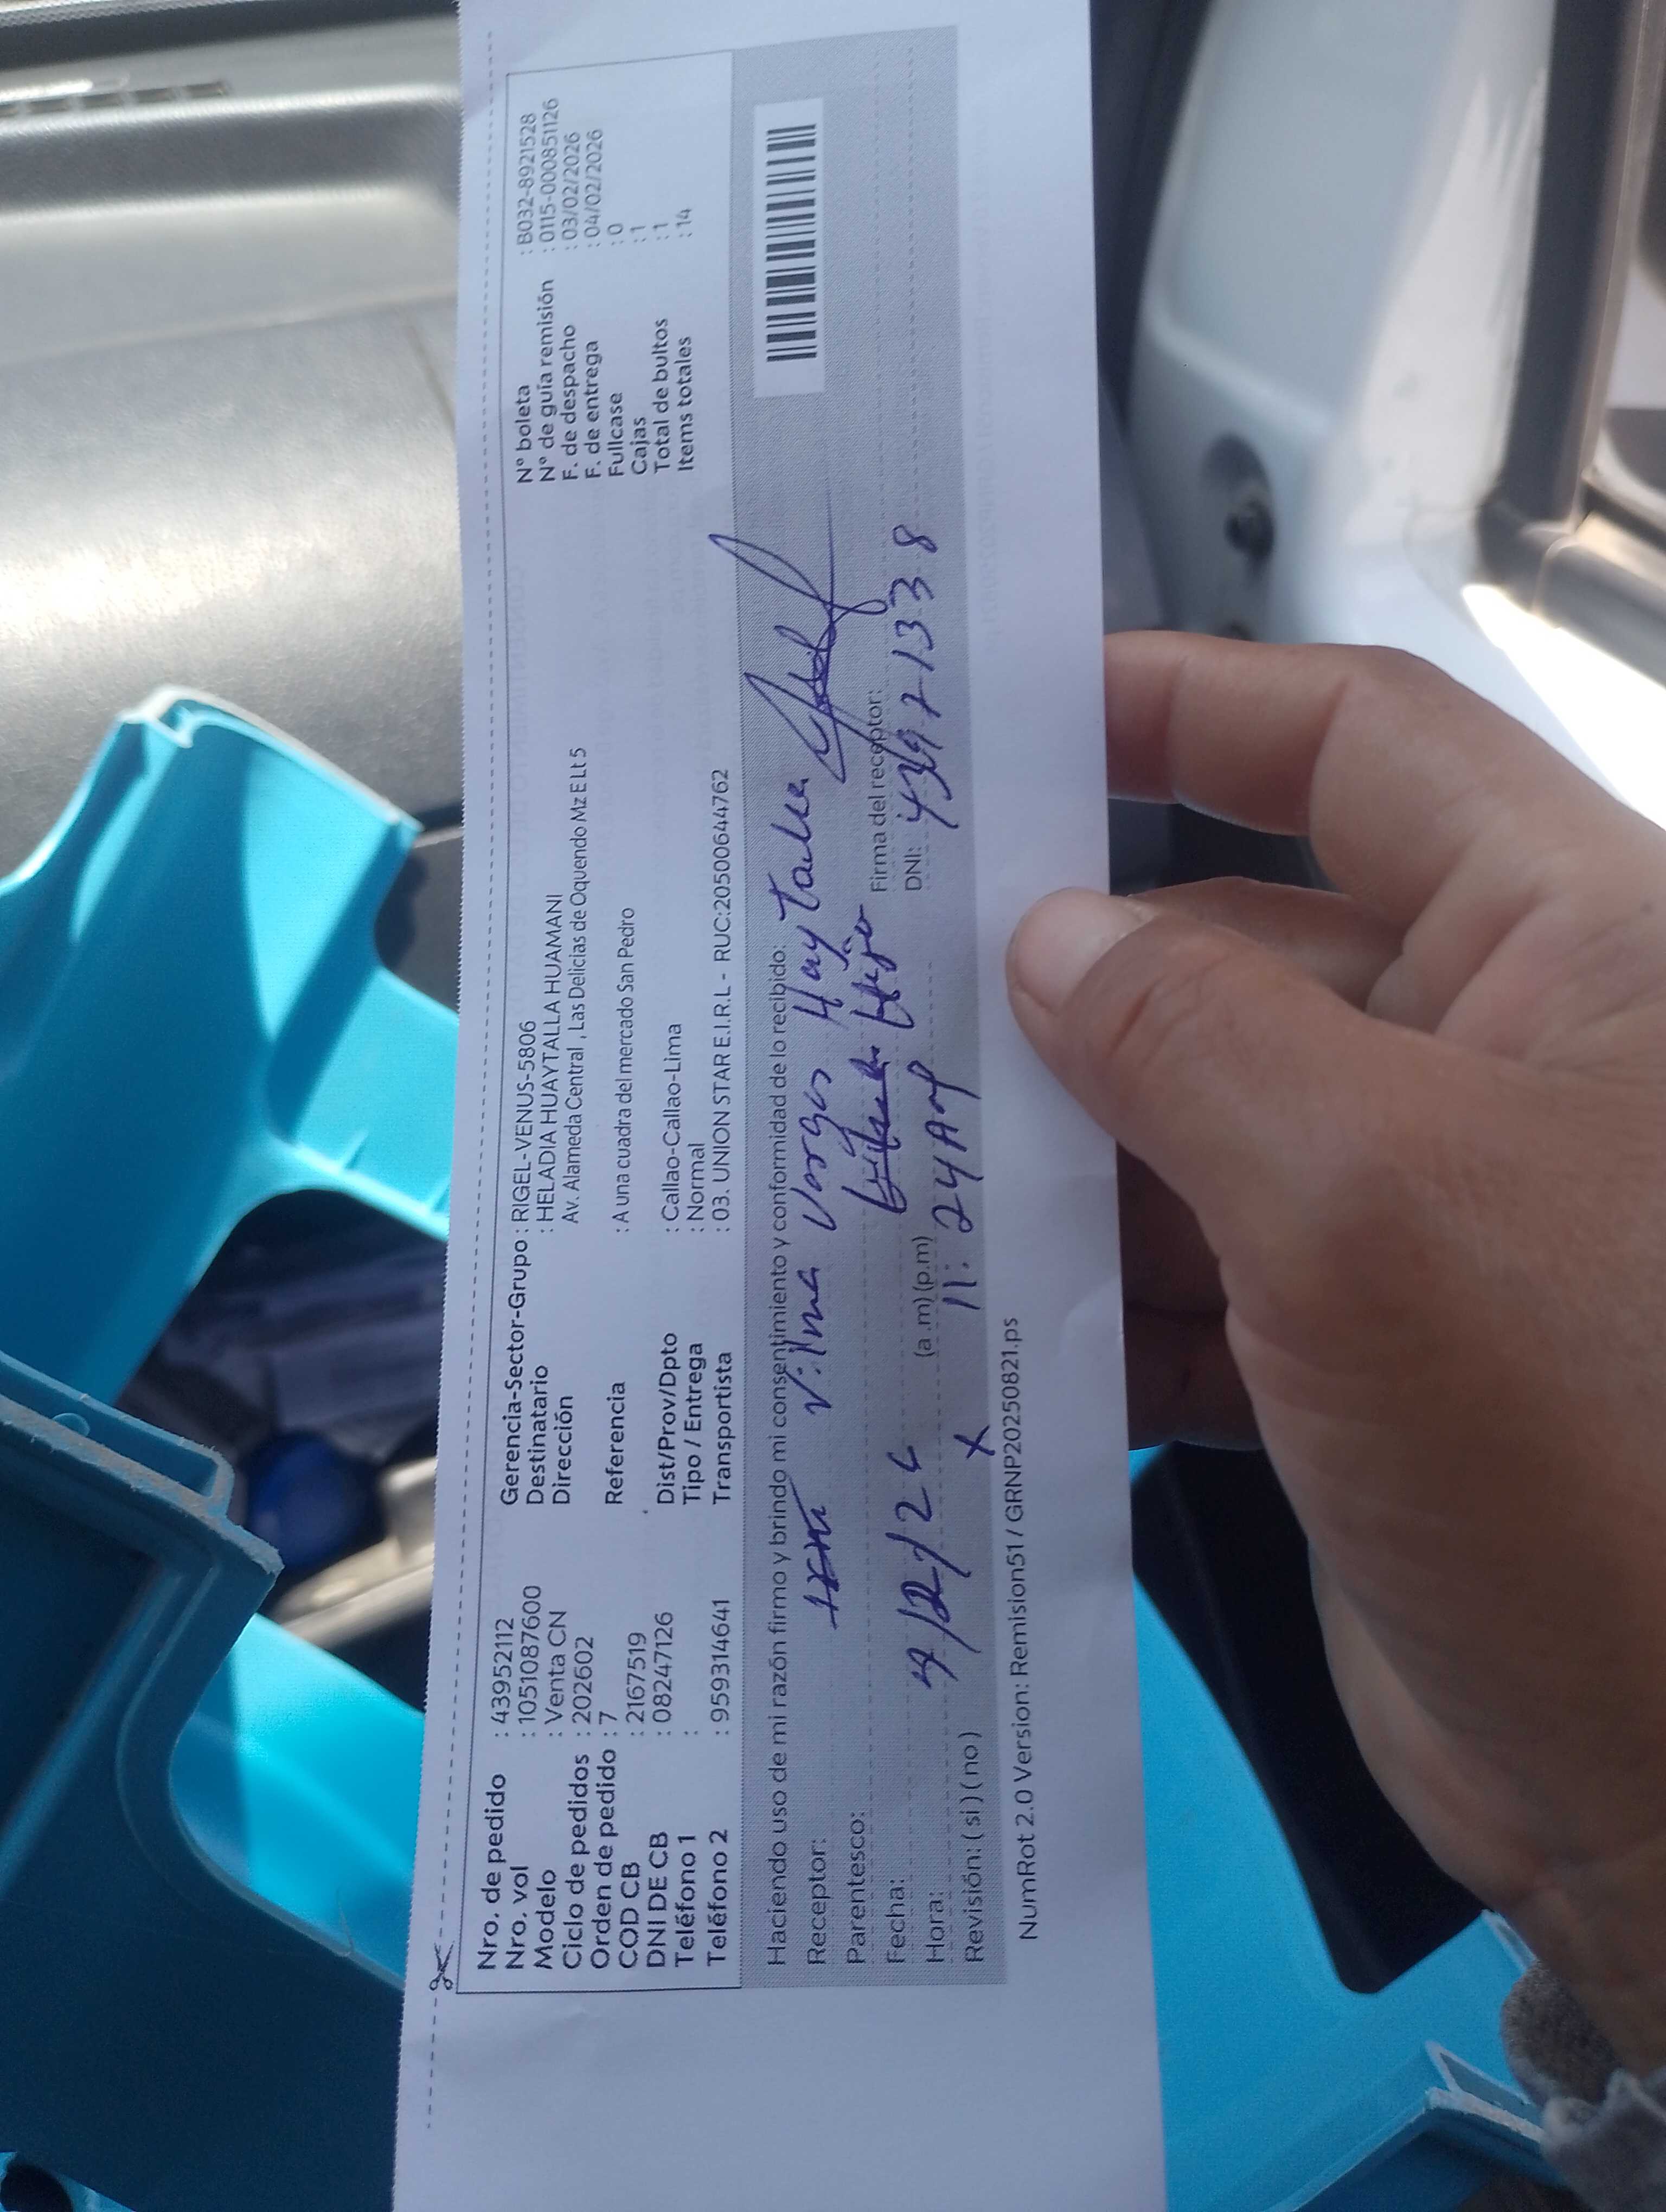 Nro. de pedido : 43952112
Nro. vol : 1051087600
Modelo : Venta CN
Ciclo de pedidos : 202602
Orden de pedido : 7
COD CB : 2167519
DNI DE CB : 08247126
Teléfono 1 :
Teléfono 2 : 959314641
Gerencia-Sector-Grupo : RIGEL-VENUS-5806
Destinatario : HELADIA HUAYTALLA HUAMANI
Dirección Av. Alameda Central , Las Delicias de Oquendo Mz E Lt 5
Referencia : A una cuadra del mercado San Pedro
Dist/Prov/Dpto : Callao-Callao-Lima
Tipo / Entrega : Normal
Transportista : 03. UNION STAR E.I.R.L - RUC:20500644762
N° boleta : B032-8921528
N° de guía remisión : 0115-000851126
F. de despacho : 03/02/2026
F. de entrega : 04/02/2026
Fullcase : 0
Cajas : 1
Total de bultos : 1
Items totales : 14
Haciendo uso de mi razón firmo y brindo mi consentimiento y conformidad de lo recibido:
Receptor: Vilma Vargas Haytalla
Parentesco:
Firma del receptor:
Fecha: 4/2/26
(a.m) (p.m)
DNI:
Hora: 11:24 AM
Revisión: ( si ) ( no ) X
NumRot 2.0 Version: Remision51 / GRNP20250821.ps